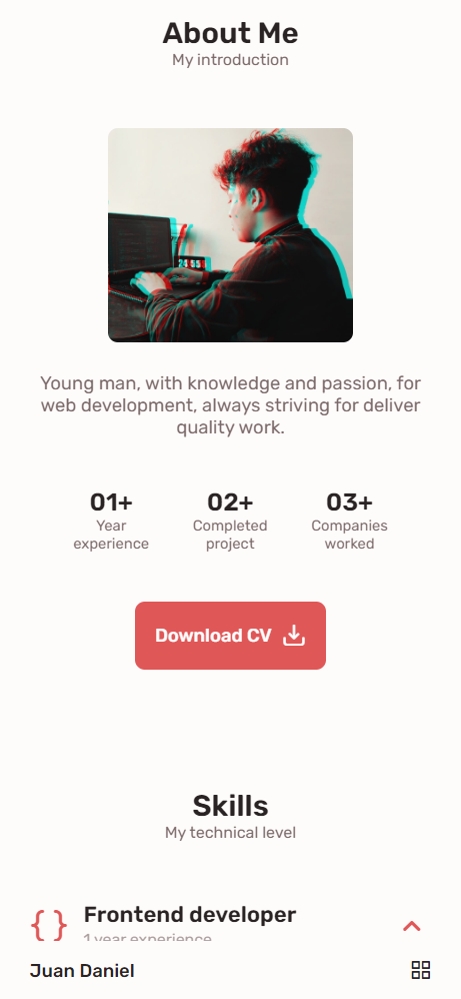 About Me
My introduction
Young man, with knowledge and passion, for
web development, always striving for deliver
quality work.
01+ 02+ 03+
Year Completed Companies
experience project worked
Download CV
Skills
My technical level
{ } Frontend developer
1 year experience
Juan Daniel